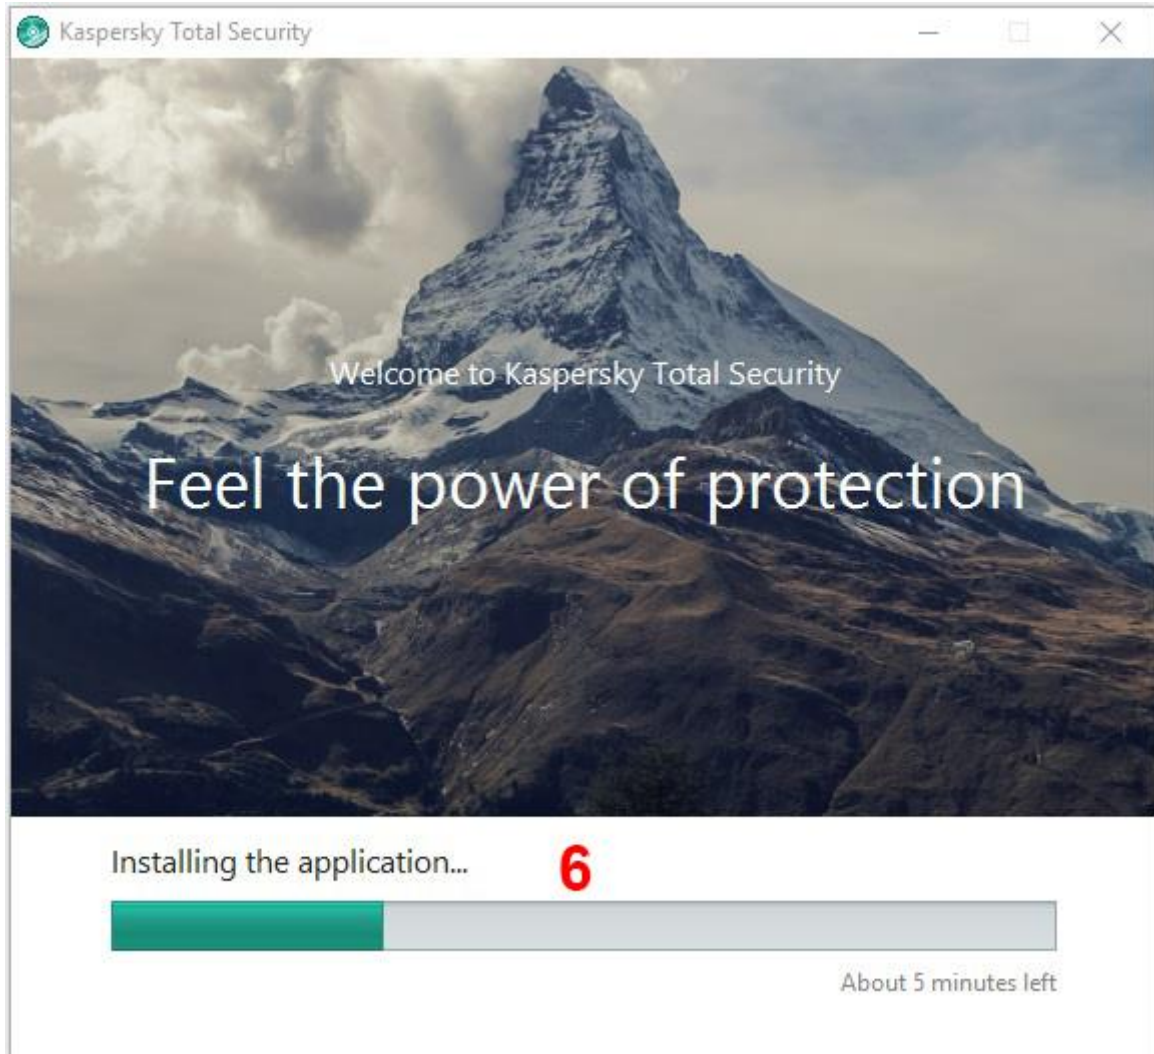 Kaspersky Total Security
Welcome to Kaspersky Total Security
Feel the power of protection
Installing the application... 6
About 5 minutes left